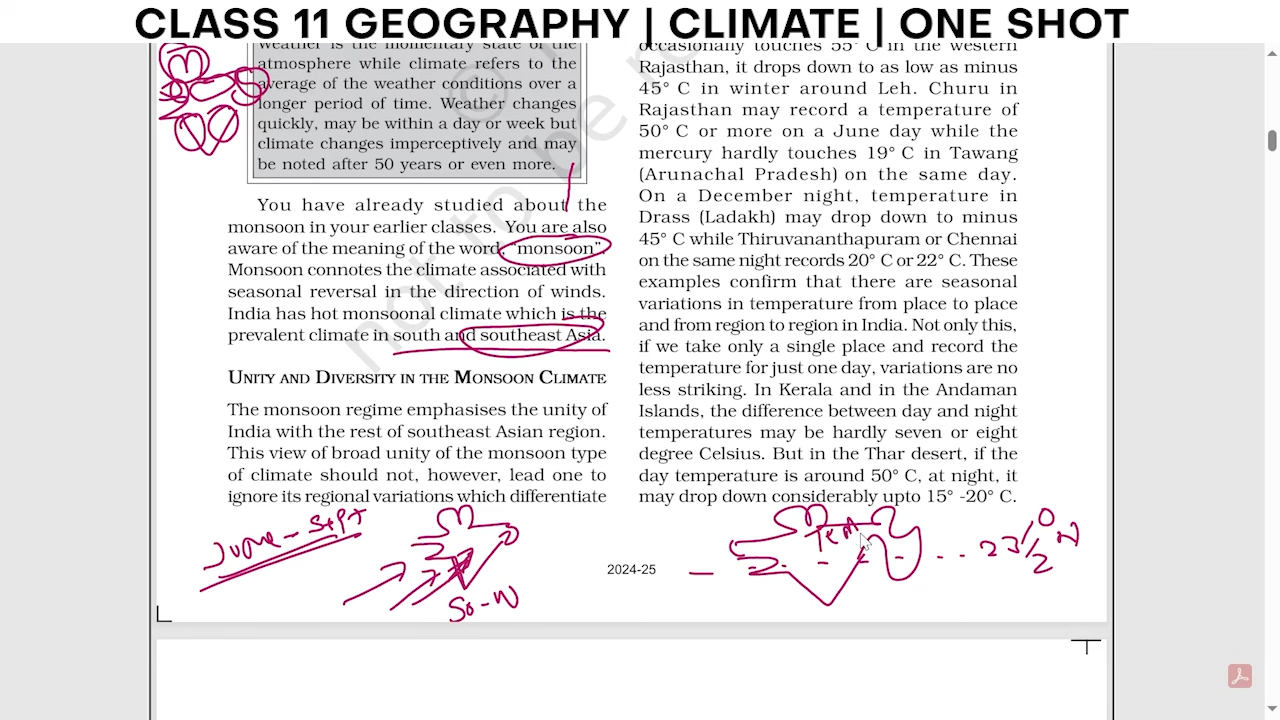 CLASS 11 GEOGRAPHY | CLIMATE | ONE SHOT
Weather is the momentary state of the
atmosphere while climate refers to the
average of the weather conditions over a
longer period of time. Weather changes
quickly, may be within a day or week but
climate changes imperceptively and may
be noted after 50 years or even more.
You have already studied about the
monsoon in your earlier classes. You are also
aware of the meaning of the word, "monsoon".
Monsoon connotes the climate associated with
seasonal reversal in the direction of winds.
India has hot monsoonal climate which is the
prevalent climate in south and southeast Asia.
UNITY AND DIVERSITY IN THE MONSOON CLIMATE
The monsoon regime emphasises the unity of
India with the rest of southeast Asian region.
This view of broad unity of the monsoon type
of climate should not, however, lead one to
ignore its regional variations which differentiate
occasionally touches 55° C in the western
Rajasthan, it drops down to as low as minus
45° C in winter around Leh. Churu in
Rajasthan may record a temperature of
50° C or more on a June day while the
mercury hardly touches 19° C in Tawang
(Arunachal Pradesh) on the same day.
On a December night, temperature in
Drass (Ladakh) may drop down to minus
45° C while Thiruvananthapuram or Chennai
on the same night records 20° C or 22° C. These
examples confirm that there are seasonal
variations in temperature from place to place
and from region to region in India. Not only this,
if we take only a single place and record the
temperature for just one day, variations are no
less striking. In Kerala and in the Andaman
Islands, the difference between day and night
temperatures may be hardly seven or eight
degree Celsius. But in the Thar desert, if the
day temperature is around 50° C, at night, it
may drop down considerably upto 15° -20° C.
June - Sept
So - W
Tem
23 1/2 ° N
2024-25
not to be re